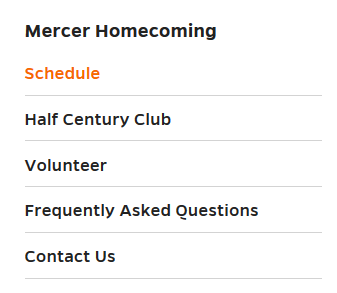 Mercer Homecoming
Schedule
Half Century Club
Volunteer
Frequently Asked Questions
Contact Us